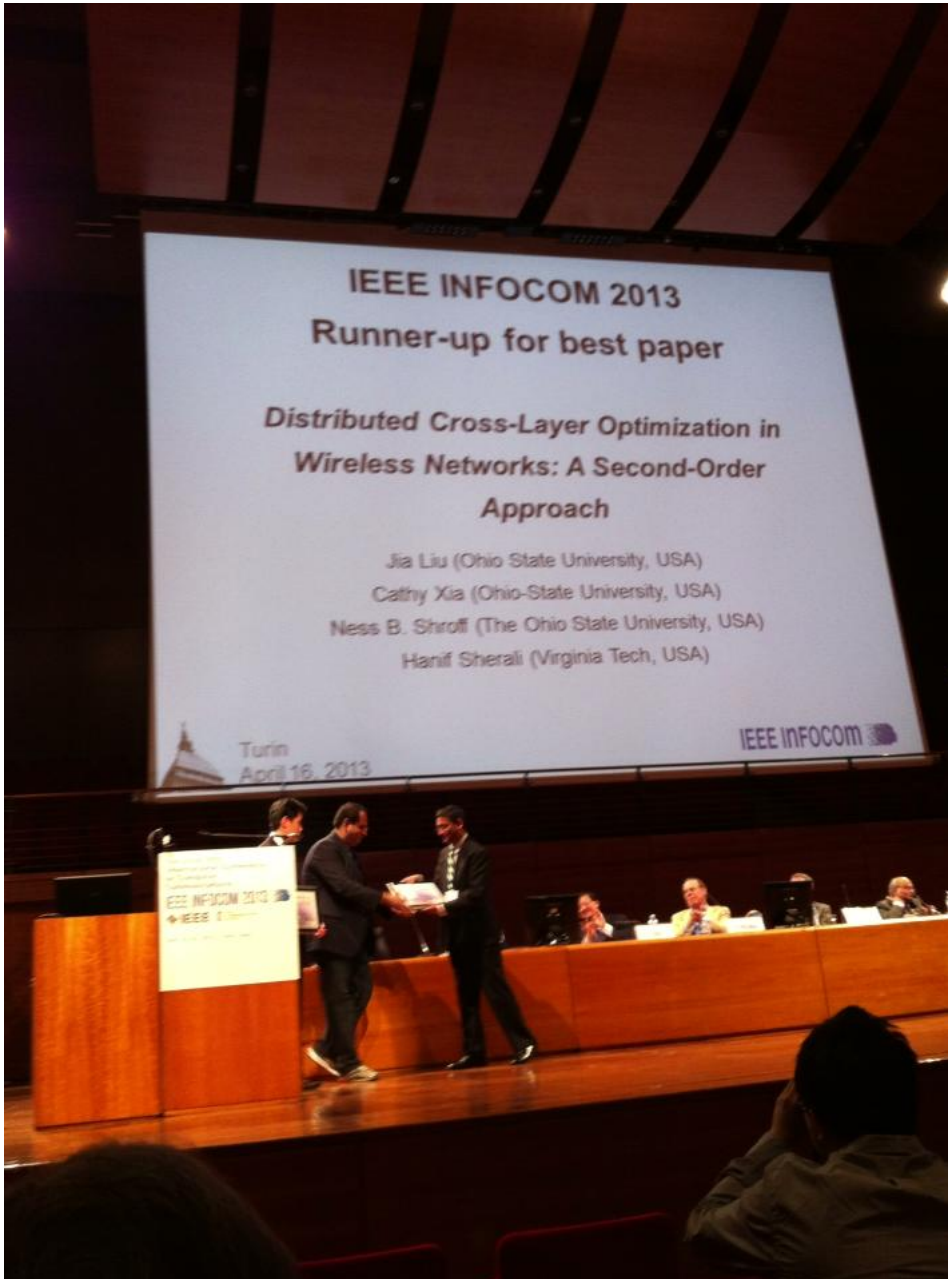 IEEE INFOCOM 2013
Runner-up for best paper
Distributed Cross-Layer Optimization in
Wireless Networks: A Second-Order
Approach
Jia Liu (Ohio State University, USA)
Cathy Xia (Ohio-State University, USA)
Ness B. Shroff (The Ohio State University, USA)
Hanif Sherali (Virginia Tech, USA)
Turin
April 16, 2013
IEEE INFOCOM
IEEE INFOCOM 2013
IEEE